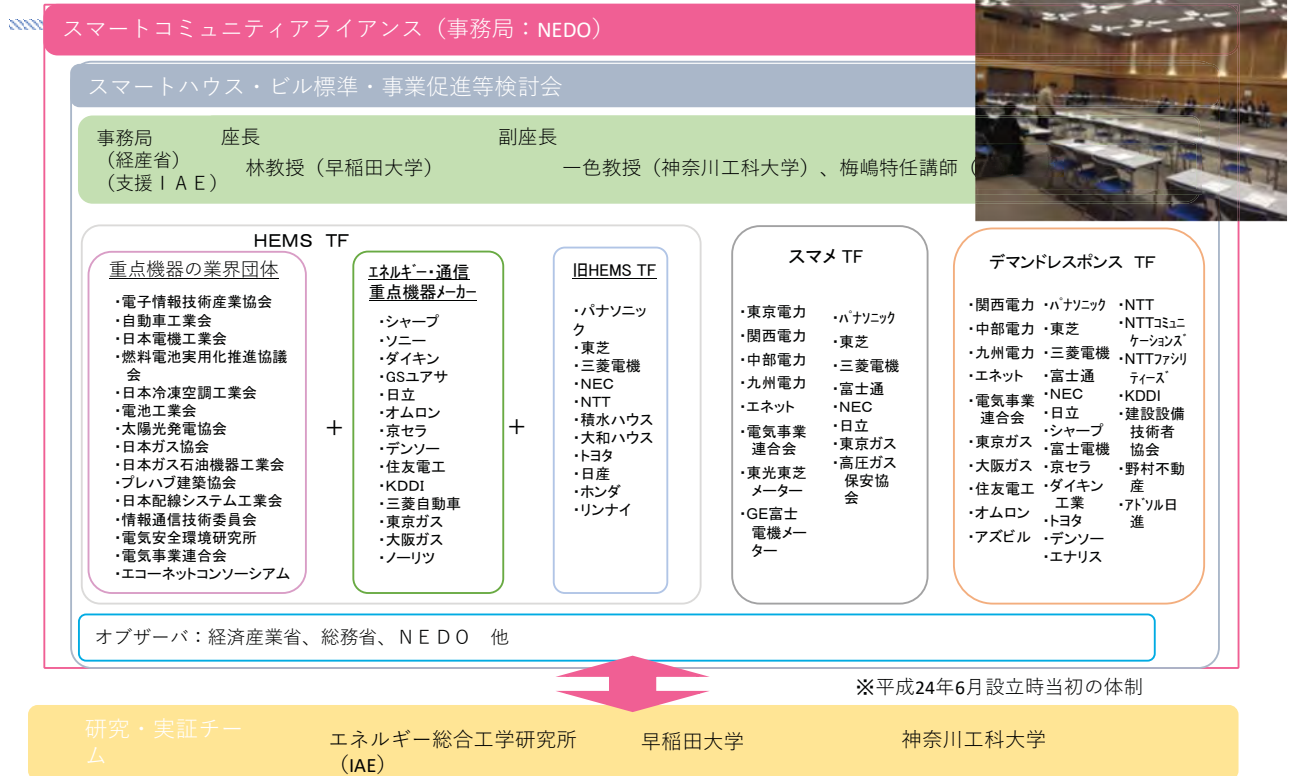 スマートコミュニティアライアンス（事務局：NEDO）
スマートハウス・ビル標準・事業促進等検討会
事務局
（経産省）
（支援ＩＡＥ）
座長
林教授（早稲田大学）
副座長
一色教授（神奈川工科大学）、梅嶋特任講師（
HEMS TF
重点機器の業界団体
・電子情報技術産業協会
・自動車工業会
・日本電機工業会
・燃料電池実用化推進協議
会
・日本冷凍空調工業会
・電池工業会
・太陽光発電協会
・日本ガス協会
・日本ガス石油機器工業会
・プレハブ建築協会
・日本配線システム工業会
・情報通信技術委員会
・電気安全環境研究所
・電気事業連合会
・エコーネットコンソーシアム
+
ｴﾈﾙｷﾞｰ・通信
重点機器ﾒｰｶｰ
・シャープ
・ソニー
・ダイキン
・GSユアサ
・日立
・オムロン
・京セラ
・デンソー
・住友電工
・KDDI
・三菱自動車
・東京ガス
・大阪ガス
・ノーリツ
+
旧HEMS TF
・パナソニッ
ク
・東芝
・三菱電機
・NEC
・NTT
・積水ハウス
・大和ハウス
・トヨタ
・日産
・ホンダ
・リンナイ
スマメ TF
・東京電力
・関西電力
・中部電力
・九州電力
・エネット
・電気事業
連合会
・東光東芝
メーター
・GE富士
電機メー
ター
・ﾊﾟﾅｿﾆｯｸ
・東芝
・三菱電機
・富士通
・NEC
・日立
・東京ガス
・高圧ガス
保安協
会
デマンドレスポンス TF
・関西電力
・中部電力
・九州電力
・エネット
・電気事業
連合会
・東京ガス
・大阪ガス
・住友電工
・オムロン
・アズビル
・ﾊﾟﾅｿﾆｯｸ
・東芝
・三菱電機
・富士通
・NEC
・日立
・シャープ
・富士電機
・京セラ
・ダイキン
工業
・トヨタ
・デンソー
・エナリス
・NTT
・NTTｺﾐｭﾆ
ｹｰｼｮﾝｽﾞ
・NTTﾌｧｼﾘ
ﾃｨｰｽﾞ
・KDDI
・建設設備
技術者
協会
・野村不動
産
・ｱﾄﾞｿﾙ日
進
オブザーバ：経済産業省、総務省、ＮＥＤＯ　他
※平成24年6月設立時当初の体制
研究・実証チー
ム
エネルギー総合工学研究所
（IAE）
早稲田大学
神奈川工科大学